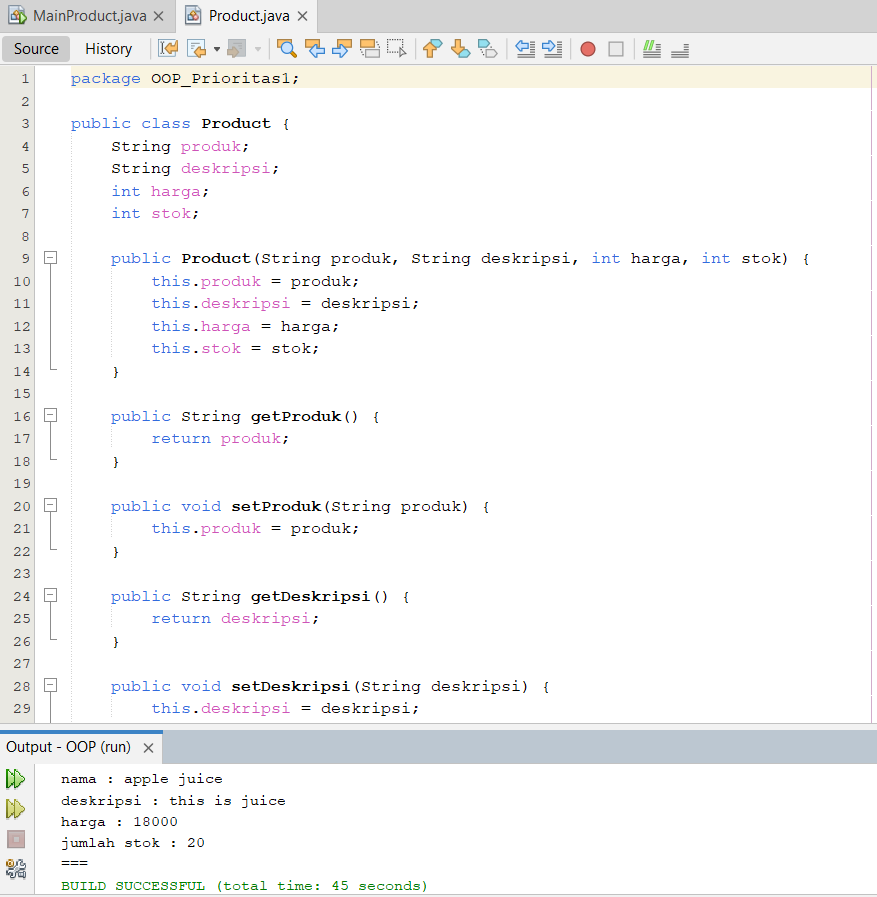 MainProduct.java Product.java
Source History
1 package OOP_Prioritas1;
2
3 public class Product {
4     String produk;
5     String deskripsi;
6     int harga;
7     int stok;
8
9     public Product(String produk, String deskripsi, int harga, int stok) {
10         this.produk = produk;
11         this.deskripsi = deskripsi;
12         this.harga = harga;
13         this.stok = stok;
14     }
15
16     public String getProduk() {
17         return produk;
18     }
19
20     public void setProduk(String produk) {
21         this.produk = produk;
22     }
23
24     public String getDeskripsi() {
25         return deskripsi;
26     }
27
28     public void setDeskripsi(String deskripsi) {
29         this.deskripsi = deskripsi;
Output - OOP (run)
nama : apple juice
deskripsi : this is juice
harga : 18000
jumlah stok : 20
===
BUILD SUCCESSFUL (total time: 45 seconds)